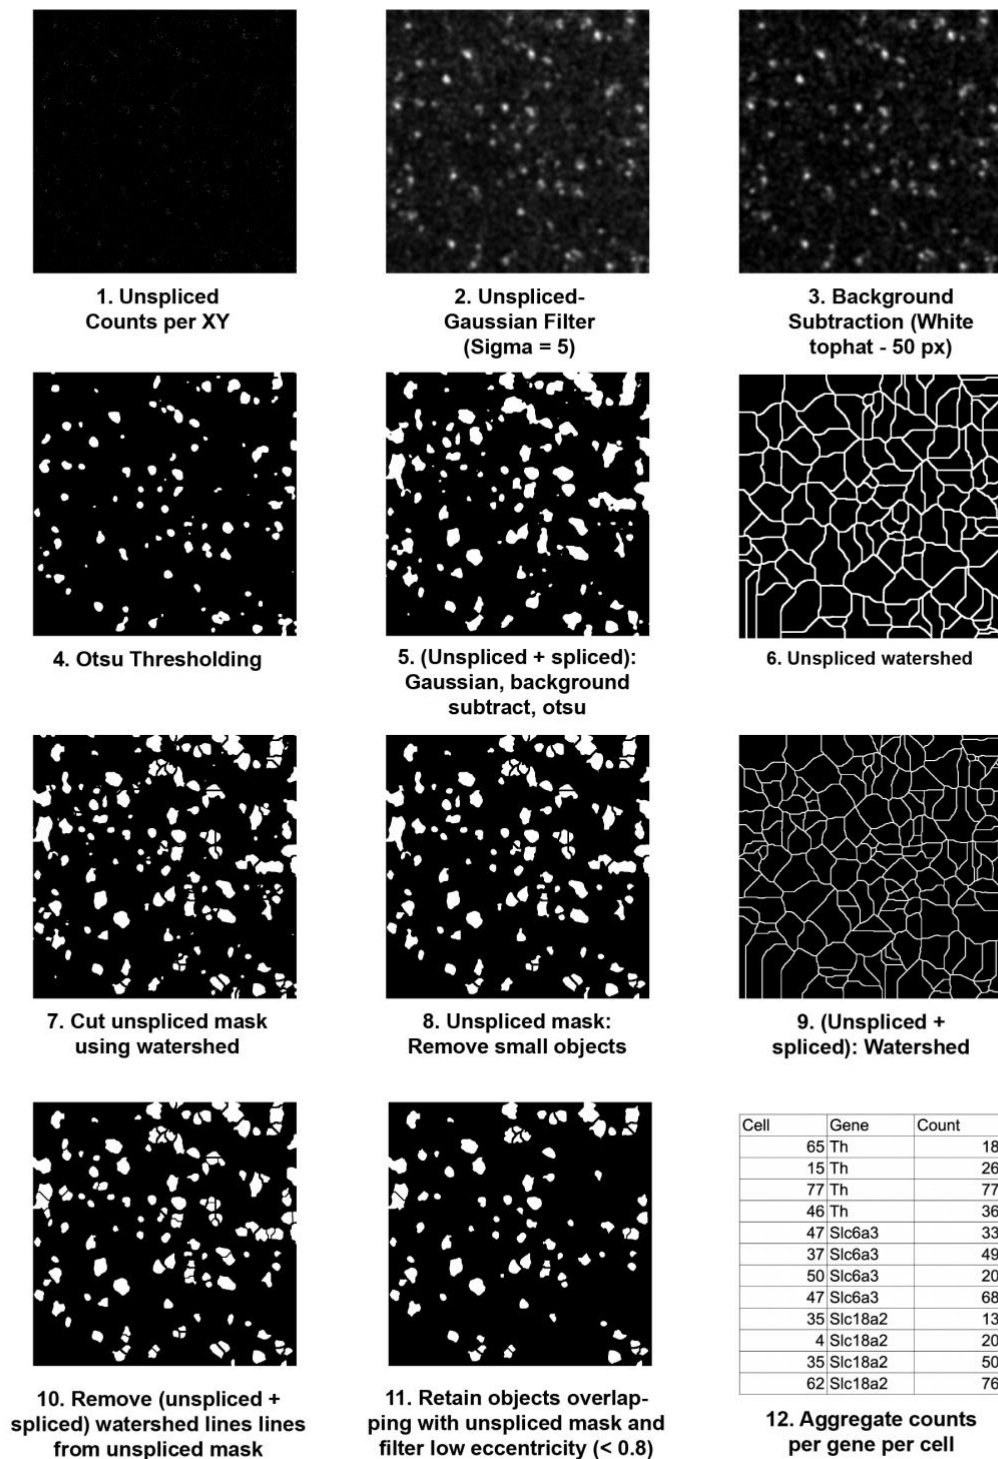 1. Unspliced
Counts per XY
2. Unspliced-
Gaussian Filter
(Sigma = 5)
3. Background
Subtraction (White
tophat - 50 px)
4. Otsu Thresholding
5. (Unspliced + spliced):
Gaussian, background
subtract, otsu
6. Unspliced watershed
7. Cut unspliced mask
using watershed
8. Unspliced mask:
Remove small objects
9. (Unspliced +
spliced): Watershed
10. Remove (unspliced +
spliced) watershed lines lines
from unspliced mask
11. Retain objects overlap-
ping with unspliced mask and
filter low eccentricity (< 0.8)
Cell Gene Count
65 Th 18
15 Th 26
77 Th 77
46 Th 36
47 Slc6a3 33
37 Slc6a3 49
50 Slc6a3 20
47 Slc6a3 68
35 Slc18a2 13
4 Slc18a2 20
35 Slc18a2 50
62 Slc18a2 76
12. Aggregate counts
per gene per cell